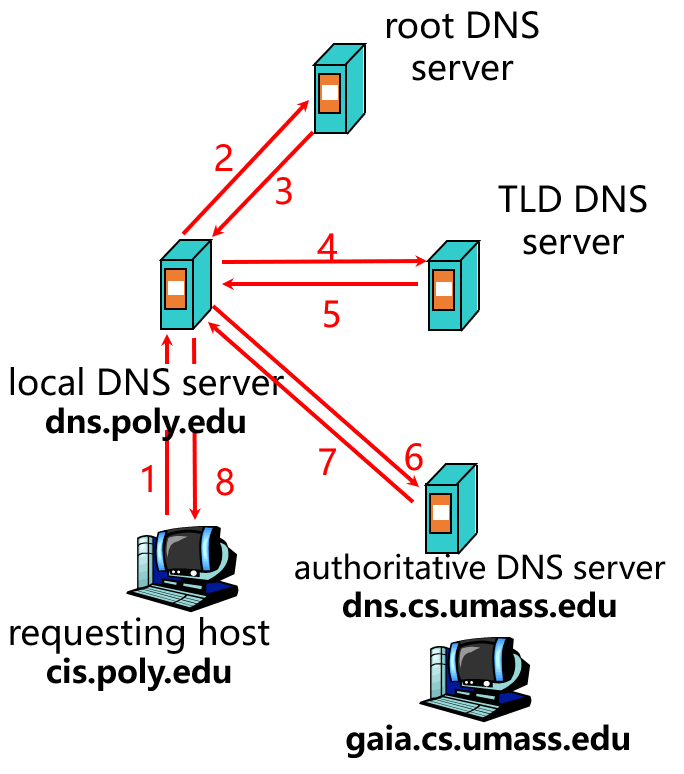 root DNS
server
2
3
TLD DNS
server
4
5
local DNS server
dns.poly.edu
1
8
7
6
authoritative DNS server
dns.cs.umass.edu
requesting host
cis.poly.edu
gaia.cs.umass.edu